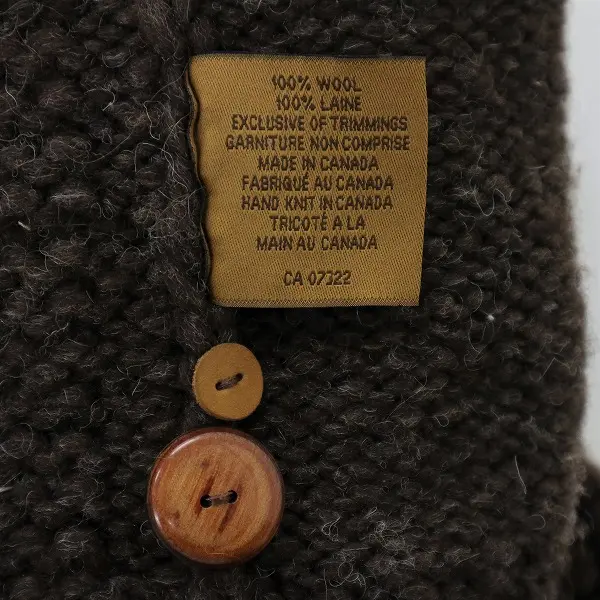 100% WOOL
100% LAINE
EXCLUSIVE OF TRIMMINGS
GARNITURE NON COMPRISE
MADE IN CANADA
FABRIQUÉ AU CANADA
HAND KNIT IN CANADA
TRICOTÉ A LA
MAIN AU CANADA
CA 07322